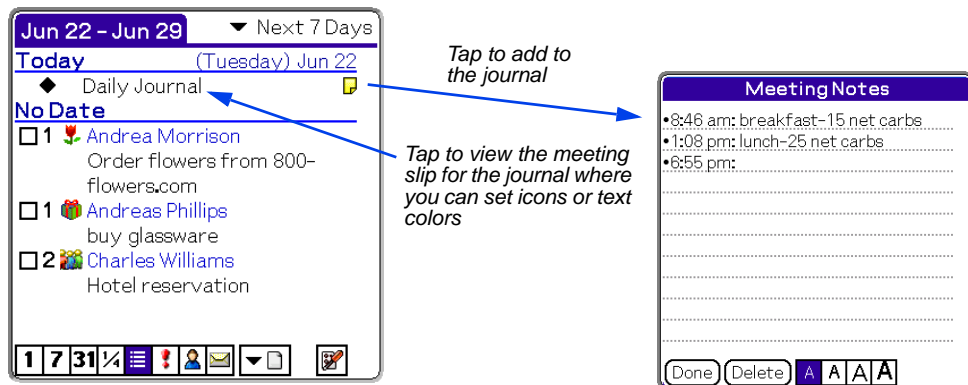 Jun 22 – Jun 29
Next 7 Days
Today
(Tuesday) Jun 22
Daily Journal
No Date
1 Andrea Morrison
Order flowers from 800-
flowers.com
1 Andreas Phillips
buy glassware
2 Charles Williams
Hotel reservation
1 7 31 ¼
Tap to add to
the journal
Tap to view the meeting
slip for the journal where
you can set icons or text
colors
Meeting Notes
•8:46 am: breakfast-15 net carbs
•1:08 pm: lunch-25 net carbs
•6:55 pm:
Done Delete A A A A